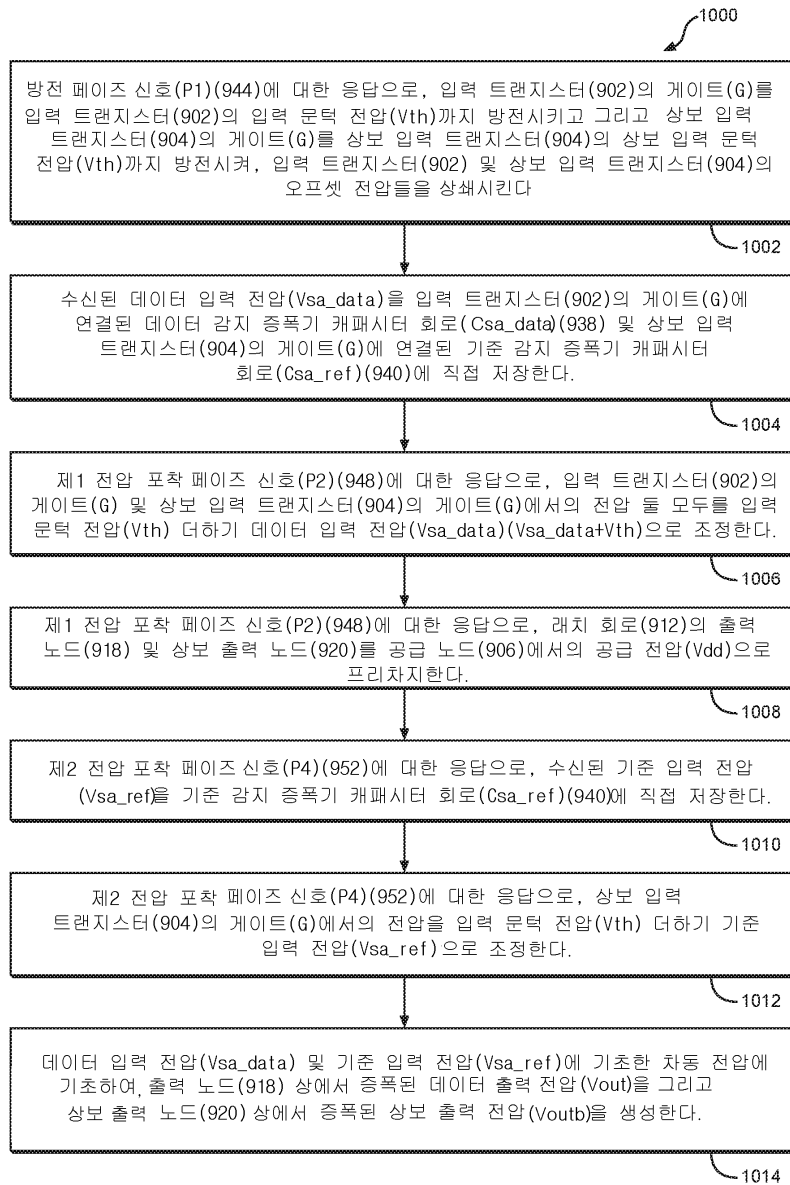 1000
방전 페이즈 신호(P1)(944)에 대한 응답으로, 입력 트랜지스터(902)의 게이트(G)를
입력 트랜지스터(902)의 입력 문턱 전압(Vth)까지 방전시키고 그리고 상보 입력
트랜지스터(904)의 게이트(G)를 상보 입력 트랜지스터(904)의 상보 입력 문턱
전압(Vth)까지 방전시켜, 입력 트랜지스터(902) 및 상보 입력 트랜지스터(904)의
오프셋 전압들을 상쇄시킨다
1002
수신된 데이터 입력 전압(Vsa_data)을 입력 트랜지스터(902)의 게이트(G)에
연결된 데이터 감지 증폭기 캐패시터 회로(Csa_data)(938) 및 상보 입력
트랜지스터(904)의 게이트(G)에 연결된 기준 감지 증폭기 캐패시터
회로(Csa_ref)(940)에 직접 저장한다.
1004
제1 전압 포착 페이즈 신호(P2)(948)에 대한 응답으로, 입력 트랜지스터(902)의
게이트(G) 및 상보 입력 트랜지스터(904)의 게이트(G)에서의 전압 둘 모두를 입력
문턱 전압(Vth) 더하기 데이터 입력 전압(Vsa_data)(Vsa_data+Vth)으로 조정한다.
1006
제1 전압 포착 페이즈 신호(P2)(948)에 대한 응답으로, 래치 회로(912)의 출력
노드(918) 및 상보 출력 노드(920)를 공급 노드(906)에서의 공급 전압(Vdd)으로
프리차지한다.
1008
제2 전압 포착 페이즈 신호(P4)(952)에 대한 응답으로, 수신된 기준 입력 전압
(Vsa_ref)을 기준 감지 증폭기 캐패시터 회로(Csa_ref)(940)에 직접 저장한다.
1010
제2 전압 포착 페이즈 신호(P4)(952)에 대한 응답으로, 상보 입력
트랜지스터(904)의 게이트(G)에서의 전압을 입력 문턱 전압(Vth) 더하기 기준
입력 전압(Vsa_ref)으로 조정한다.
1012
데이터 입력 전압(Vsa_data) 및 기준 입력 전압(Vsa_ref)에 기초한 차동 전압에
기초하여, 출력 노드(918) 상에서 증폭된 데이터 출력 전압(Vout)을 그리고
상보 출력 노드(920) 상에서 증폭된 상보 출력 전압(Voutb)을 생성한다.
1014